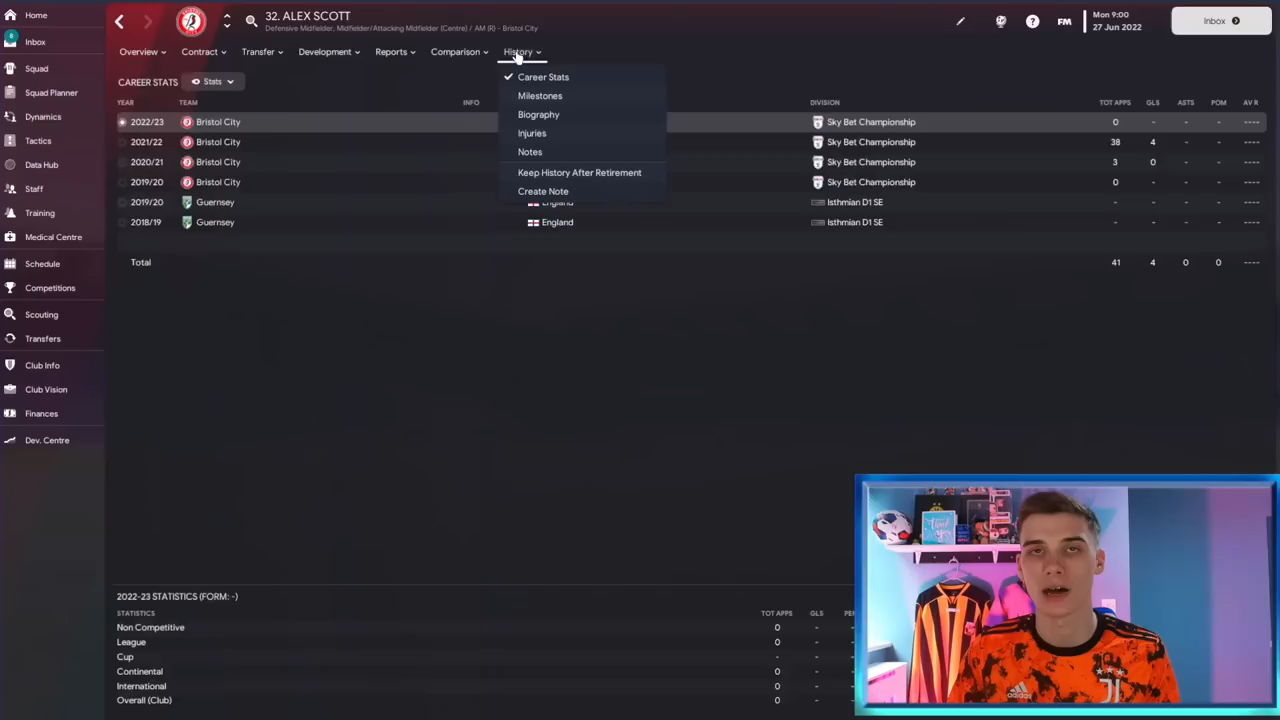 Home
32. ALEX SCOTT
Defensive Midfielder, Midfielder/Attacking Midfielder (Centre) / AM (R) - Bristol City
FM
Mon 9:00
27 Jun 2022
Inbox
8
Inbox
Squad
Squad Planner
Dynamics
Tactics
Data Hub
Staff
Training
Medical Centre
Schedule
Competitions
Scouting
Transfers
Club Info
Club Vision
Finances
Dev. Centre
Overview
Contract
Transfer
Development
Reports
Comparison
History
CAREER STATS
Stats
Career Stats
Milestones
Biography
Injuries
Notes
Keep History After Retirement
Create Note
YEAR TEAM INFO DIVISION TOT APPS GLS ASTS POM AV R
2022/23 Bristol City Sky Bet Championship 0 - - - ----
2021/22 Bristol City Sky Bet Championship 38 4 - - ----
2020/21 Bristol City Sky Bet Championship 3 0 - - ----
2019/20 Bristol City Sky Bet Championship 0 - - - ----
2019/20 Guernsey England Isthmian D1 SE - - - - ----
2018/19 Guernsey England Isthmian D1 SE - - - - ----
Total 41 4 0 0 ----
2022-23 STATISTICS (FORM: -)
STATISTICS TOT APPS GLS
Non Competitive 0 -
League 0 -
Cup - -
Continental 0 -
International 0 -
Overall (Club) 0 -